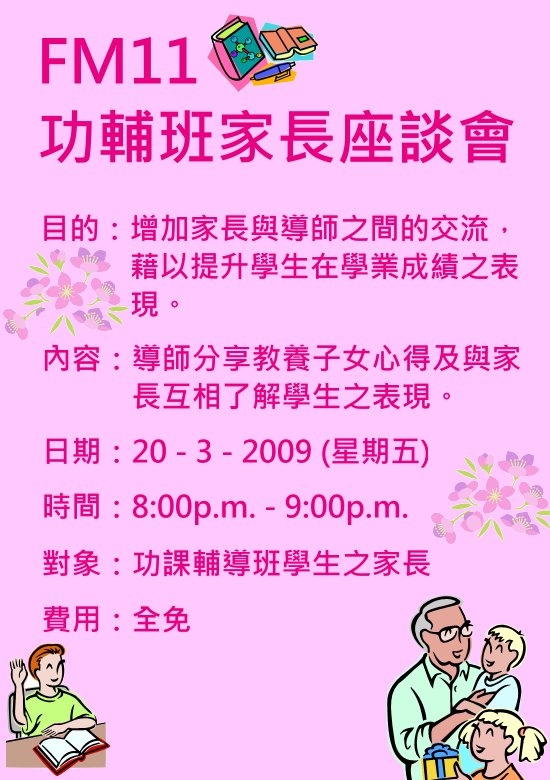 FM11
功輔班家長座談會
目的：增加家長與導師之間的交流，
藉以提升學生在學業成績之表
現。
內容：導師分享教養子女心得及與家
長互相了解學生之表現。
日期：20 - 3 - 2009 (星期五)
時間：8:00p.m. - 9:00p.m.
對象：功課輔導班學生之家長
費用：全免